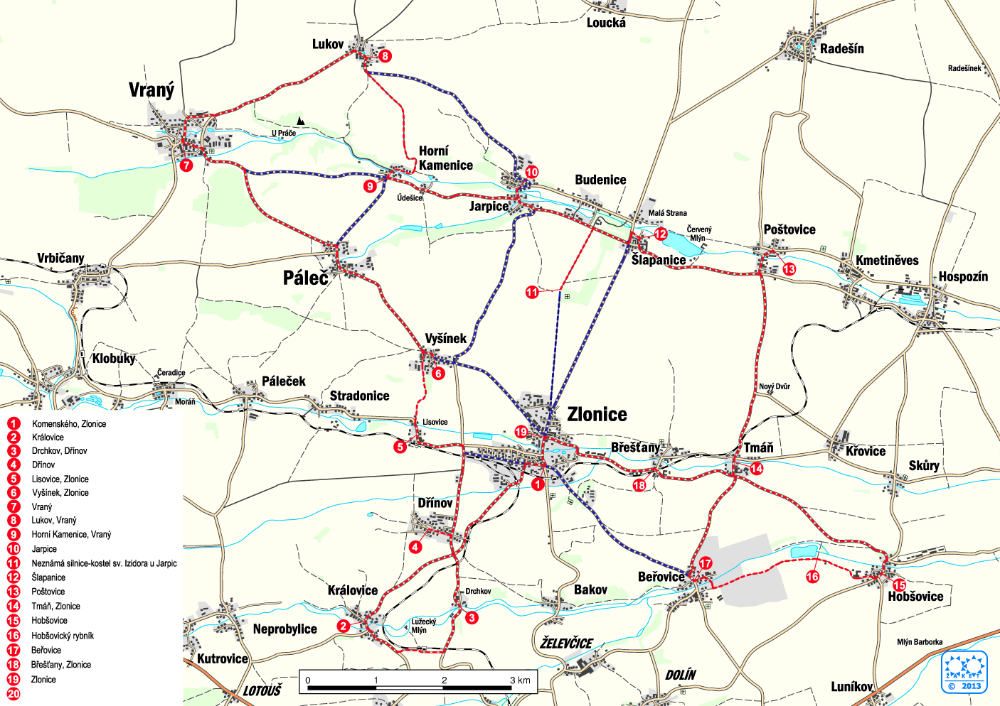 Loucká
Lukov
8
Radešín
Radešínek
Vraný
U Práče
7
Horní
Kamenice
9
Údešice
10
Jarpice
Budenice
Malá Strana
12
Červený
Mlýn
Šlapanice
Poštovice
13
Kmetiněves
Hospozín
Vrbičany
Páleč
11
Vyšínek
6
Klobuky
Čeradice
Moráň
Páleček
Stradonice
Lisovice
5
Zlonice
19
1
Břešťany
18
Nový Dvůr
Tmáň
14
Křovice
Skůry
Dřínov
4
Královice
2
Drchkov
3
Lužecký
Mlýn
Neprobylice
Kutrovice
LOTOUŠ
Bakov
Beřovice
17
16
15
Hobšovice
ŽELEVČICE
DOLÍN
Mlýn Barborka
Luníkov
1 Komenského, Zlonice
2 Královice
3 Drchkov, Dřínov
4 Dřínov
5 Lisovice, Zlonice
6 Vyšínek, Zlonice
7 Vraný
8 Lukov, Vraný
9 Horní Kamenice, Vraný
10 Jarpice
11 Neznámá silnice-kostel sv. Izidora u Jarpic
12 Šlapanice
13 Poštovice
14 Tmáň, Zlonice
15 Hobšovice
16 Hobšovický rybník
17 Beřovice
18 Břešťany, Zlonice
19 Zlonice
20
0 1 2 3 km
ŽAKET
© 2013